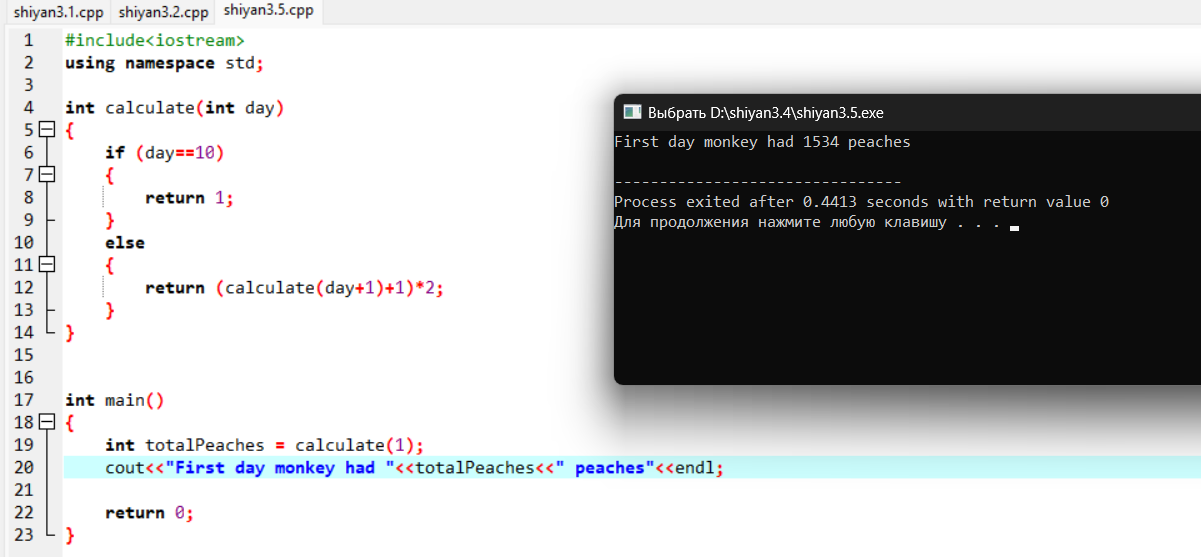 shiyan3.1.cpp shiyan3.2.cpp shiyan3.5.cpp
1 #include<iostream>
2 using namespace std;
3
4 int calculate(int day)
5 {
6 if (day==10)
7 {
8 return 1;
9 }
10 else
11 {
12 return (calculate(day+1)+1)*2;
13 }
14 }
15
16
17 int main()
18 {
19 int totalPeaches = calculate(1);
20 cout<<"First day monkey had "<<totalPeaches<<" peaches"<<endl;
21
22 return 0;
23 }
Выбрать D:\shiyan3.4\shiyan3.5.exe
First day monkey had 1534 peaches
--------------------------------
Process exited after 0.4413 seconds with return value 0
Для продолжения нажмите любую клавишу . . .